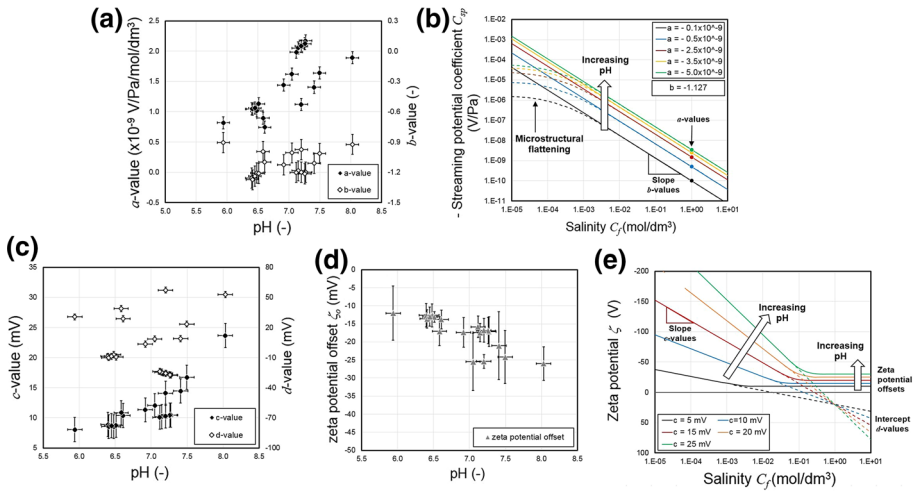 (a)
2.5
2.0
1.5
1.0
0.5
0.0
-0.5
a-value (x10^-9 V/Pa/mol/dm³)
0.3
0.0
-0.3
-0.6
-0.9
-1.2
-1.5
b-value (-)
a-value
b-value
5.0 5.5 6.0 6.5 7.0 7.5 8.0 8.5
pH (-)
(b)
- Streaming potential coefficient Csp
(V/Pa)
1.E-02
1.E-03
1.E-04
1.E-05
1.E-06
1.E-07
1.E-08
1.E-09
1.E-10
1.E-11
a = - 0.1x10^-9
a = - 0.5x10^-9
a = - 2.5x10^-9
a = - 3.5x10^-9
a = - 5.0x10^-9
b = -1.127
Increasing
pH
Microstructural
flattening
a-values
Slope
b-values
1.E-05 1.E-04 1.E-03 1.E-02 1.E-01 1.E+00 1.E+01
Salinity Cf (mol/dm³)
(c)
35
30
25
20
15
10
5
c-value (mV)
80
50
20
-10
-40
-70
-100
d-value (mV)
c-value
d-value
5.5 6.0 6.5 7.0 7.5 8.0 8.5
pH (-)
(d)
0
-5
-10
-15
-20
-25
-30
-35
-40
-45
-50
zeta potential offset ζo (mV)
zeta potential offset
5.5 6.0 6.5 7.0 7.5 8.0 8.5
pH (-)
(e)
-200
-150
-100
-50
0
50
100
Zeta potential ζ (V)
Slope
c-values
Increasing
pH
Increasing
pH
Zeta
potential
offsets
Intercept
d-values
c = 5 mV
c=10 mV
c = 15 mV
c = 20 mV
c = 25 mV
1.E-05 1.E-04 1.E-03 1.E-02 1.E-01 1.E+00 1.E+01
Salinity Cf (mol/dm³)